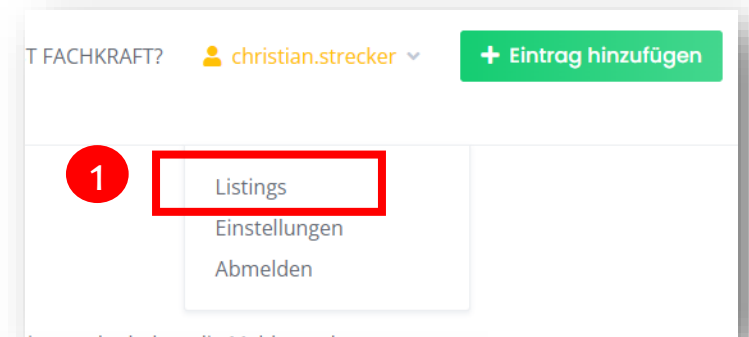 T FACHKRAFT?
christian.strecker
+ Eintrag hinzufügen
1
Listings
Einstellungen
Abmelden